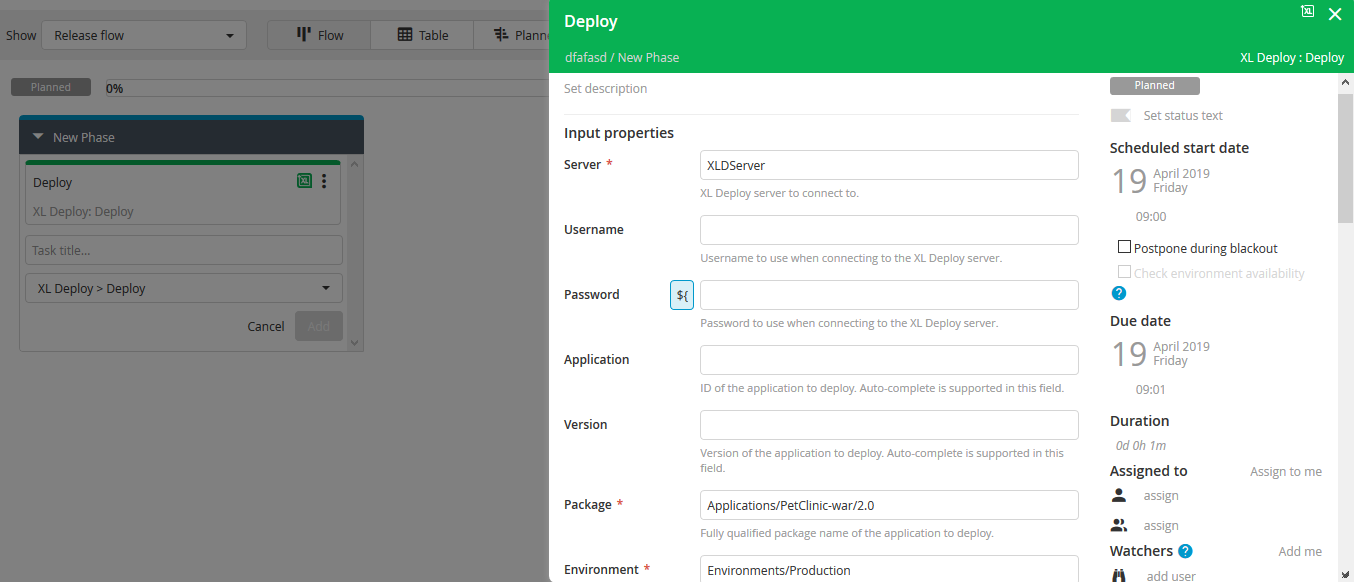 Show
Release flow
Flow
Table
Planned
0%
New Phase
Deploy
XL Deploy: Deploy
Task title...
XL Deploy > Deploy
Cancel
Add
Deploy
XL
dfafasd / New Phase
XL Deploy : Deploy
Set description
Input properties
Server *
XLDServer
XL Deploy server to connect to.
Username
Username to use when connecting to the XL Deploy server.
Password
${
Password to use when connecting to the XL Deploy server.
Application
ID of the application to deploy. Auto-complete is supported in this field.
Version
Version of the application to deploy. Auto-complete is supported in this
field.
Package *
Applications/PetClinic-war/2.0
Fully qualified package name of the application to deploy.
Environment *
Environments/Production
Planned
Set status text
Scheduled start date
19
April 2019
Friday
09:00
Postpone during blackout
Check environment availability
?
Due date
19
April 2019
Friday
09:01
Duration
0d 0h 1m
Assigned to
Assign to me
assign
assign
Watchers ?
Add me
add user